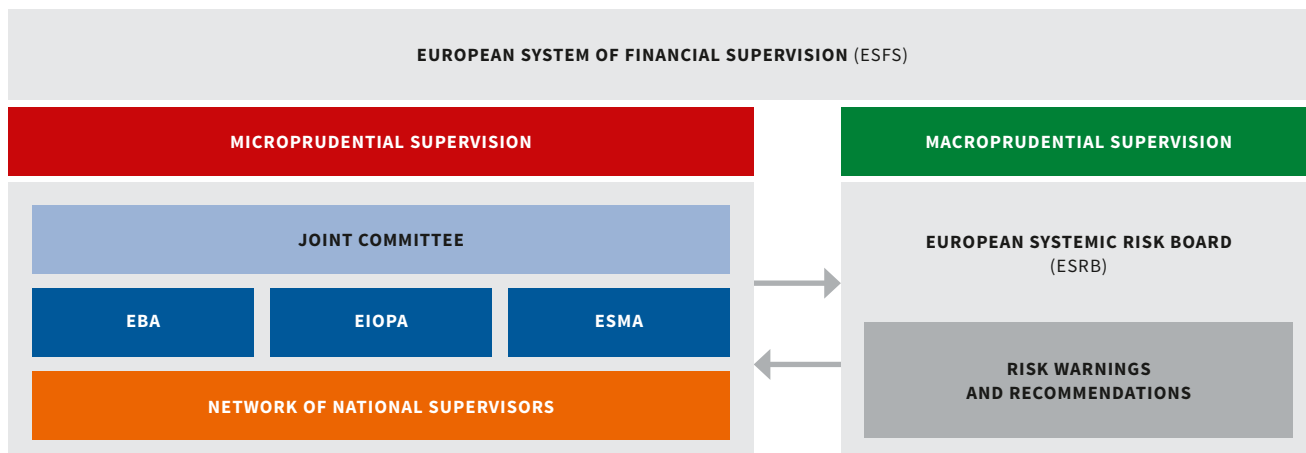 EUROPEAN SYSTEM OF FINANCIAL SUPERVISION (ESFS)
MICROPRUDENTIAL SUPERVISION
JOINT COMMITTEE
EBA
EIOPA
ESMA
NETWORK OF NATIONAL SUPERVISORS
MACROPRUDENTIAL SUPERVISION
EUROPEAN SYSTEMIC RISK BOARD
(ESRB)
RISK WARNINGS
AND RECOMMENDATIONS